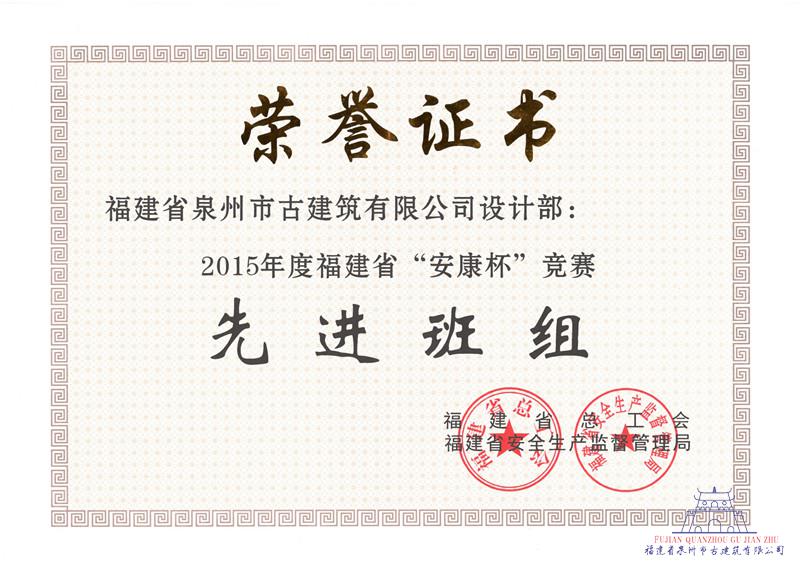 荣誉证书
福建省泉州市古建筑有限公司设计部：
2015年度福建省“安康杯”竞赛
先进班组
福建省总工会
福建省安全生产监督管理局
福建省总工会
福建省安全生产监督管理局
FUJIAN QUANZHOU GU JIAN ZHU
福建省泉州市古建筑有限公司